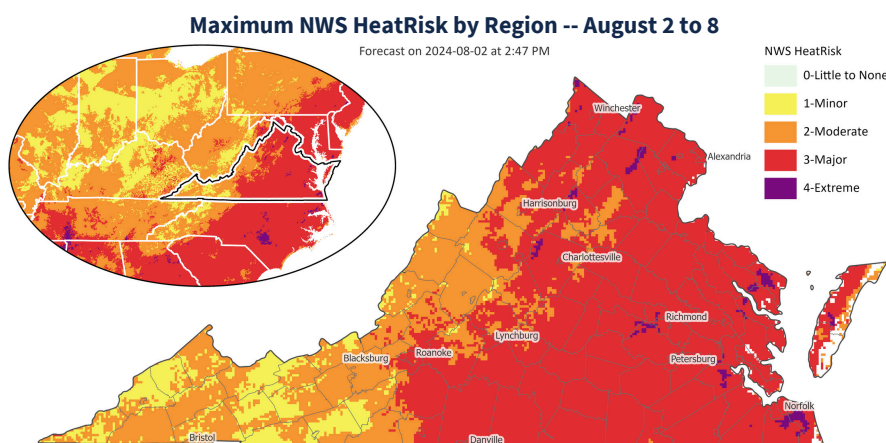 Maximum NWS HeatRisk by Region -- August 2 to 8
Forecast on 2024-08-02 at 2:47 PM
NWS HeatRisk
0-Little to None
1-Minor
2-Moderate
3-Major
4-Extreme
Winchester
Alexandria
Harrisonburg
Charlottesville
Richmond
Lynchburg
Blacksburg
Roanoke
Petersburg
Norfolk
Bristol
Danville